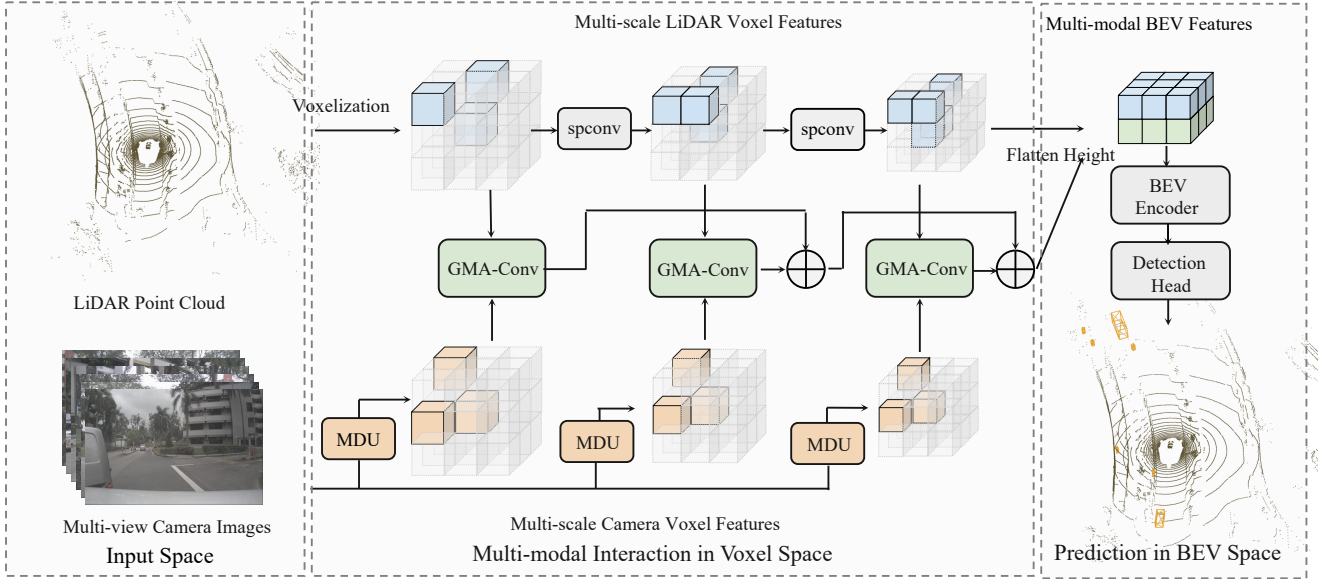 Multi-scale LiDAR Voxel Features
Multi-modal BEV Features
Voxelization
spconv
spconv
Flatten Height
BEV
Encoder
GMA-Conv
GMA-Conv
GMA-Conv
Detection
Head
LiDAR Point Cloud
MDU
MDU
MDU
Multi-view Camera Images
Input Space
Multi-scale Camera Voxel Features
Multi-modal Interaction in Voxel Space
Prediction in BEV Space